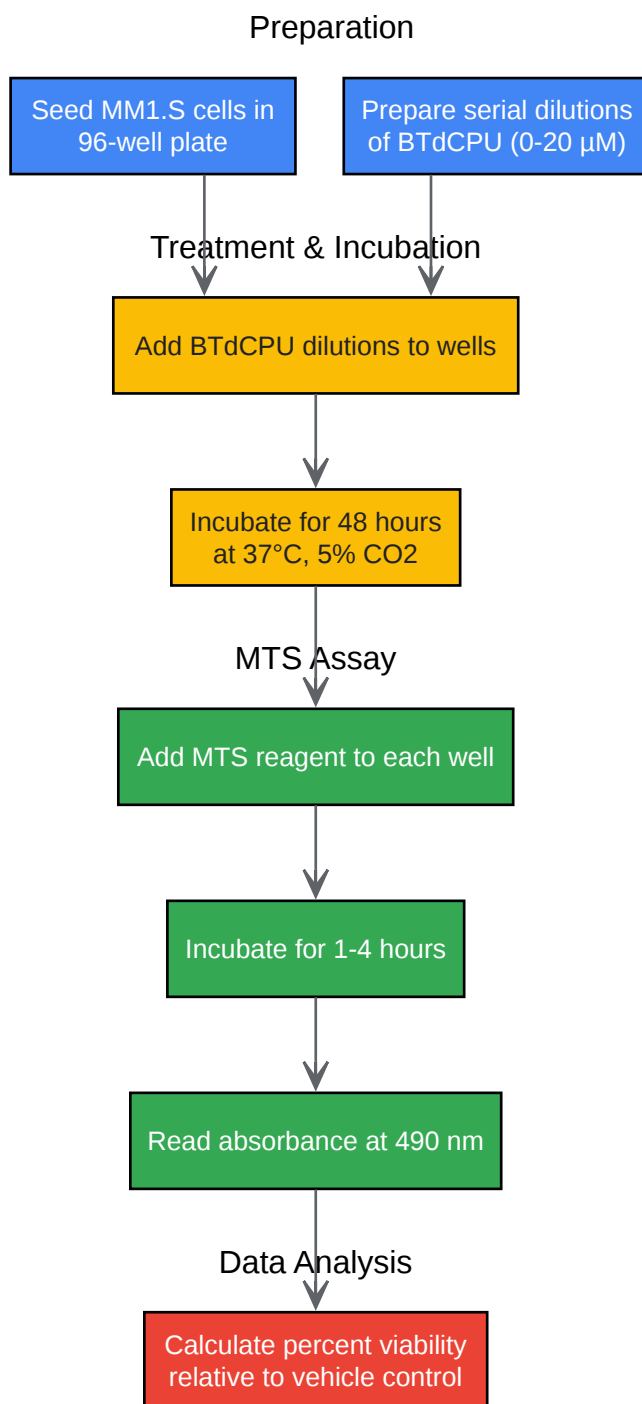 Preparation
Seed MM1.S cells in
96-well plate
Prepare serial dilutions
of BTdCPU (0-20 µM)
Treatment & Incubation
Add BTdCPU dilutions to wells
Incubate for 48 hours
at 37°C, 5% CO2
MTS Assay
Add MTS reagent to each well
Incubate for 1-4 hours
Read absorbance at 490 nm
Data Analysis
Calculate percent viability
relative to vehicle control